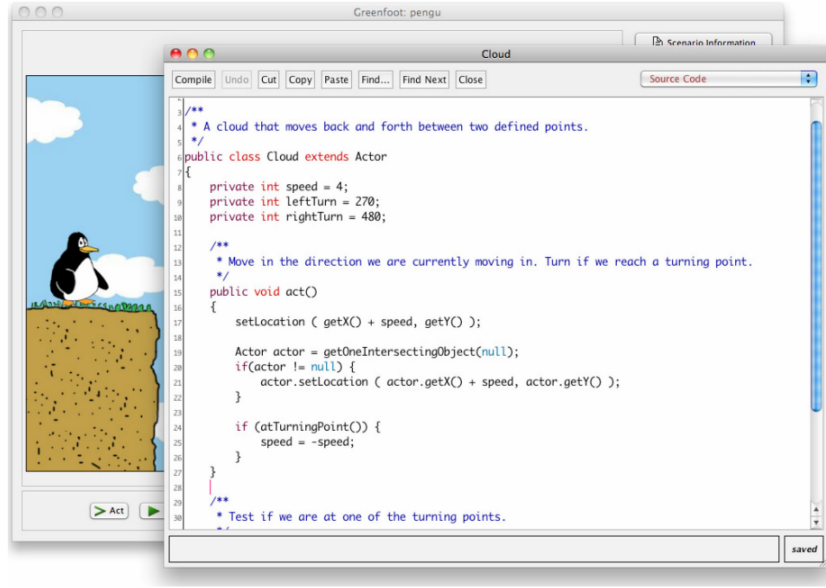 Greenfoot: pengu
Scenario Information
Cloud
Compile Undo Cut Copy Paste Find... Find Next Close Source Code
3 /**
4 * A cloud that moves back and forth between two defined points.
5 */
6 public class Cloud extends Actor
7 {
8 private int speed = 4;
9 private int leftTurn = 270;
10 private int rightTurn = 480;
11
12 /**
13 * Move in the direction we are currently moving in. Turn if we reach a turning point.
14 */
15 public void act()
16 {
17 setLocation ( getX() + speed, getY() );
18
19 Actor actor = getOneIntersectingObject(null);
20 if(actor != null) {
21 actor.setLocation ( actor.getX() + speed, actor.getY() );
22 }
23
24 if (atTurningPoint()) {
25 speed = -speed;
26 }
27 }
28
29 /**
30 * Test if we are at one of the turning points.
> Act
saved